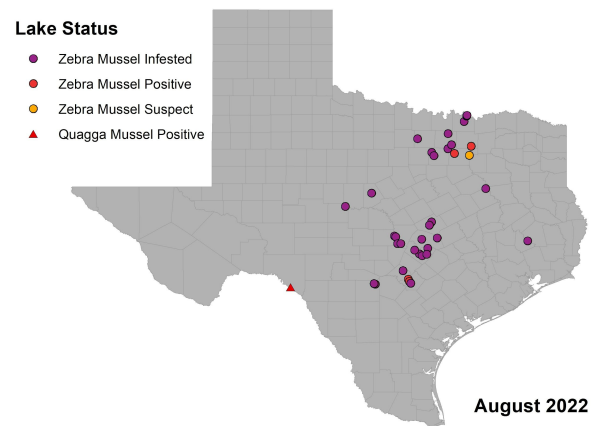 Lake Status
Zebra Mussel Infested
Zebra Mussel Positive
Zebra Mussel Suspect
Quagga Mussel Positive
August 2022